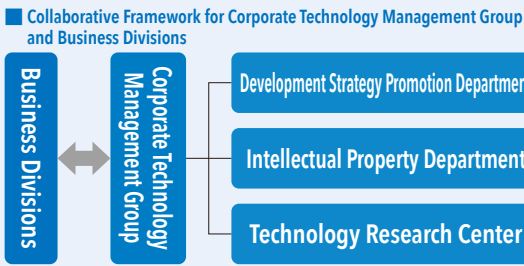 Collaborative Framework for Corporate Technology Management Group
and Business Divisions
Business Divisions
Corporate Technology
Management Group
Development Strategy Promotion Departmen
Intellectual Property Department
Technology Research Center